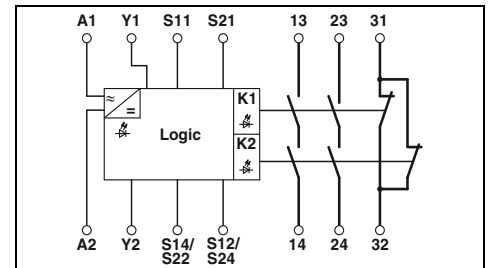 A1 Y1 S11 S21 13 23 31
≈
=
K1
Logic
K2
A2 Y2 S14/ S12/ 14 24 32
S22 S24